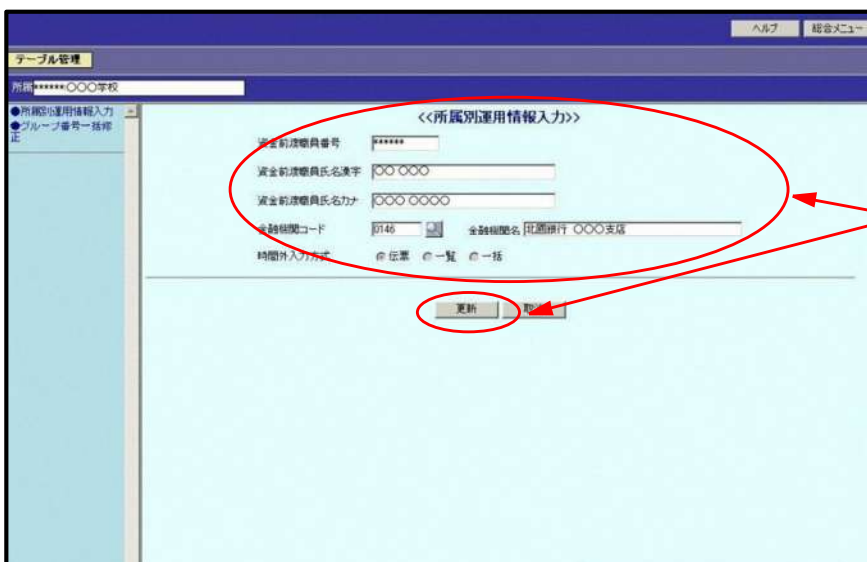 ヘルプ 総合メニュー
テーブル管理
所属******:〇〇〇学校
●所属別運用情報入力
●グループ番号一括修
正
<<所属別運用情報入力>>
資金前渡職員番号 ******
資金前渡職員氏名漢字 〇〇 〇〇〇
資金前渡職員氏名カナ 〇〇〇 〇〇〇〇
金融機関コード 0146 金融機関名 北國銀行 〇〇〇支店
時間外入力方式 伝票 一覧 一括
更新